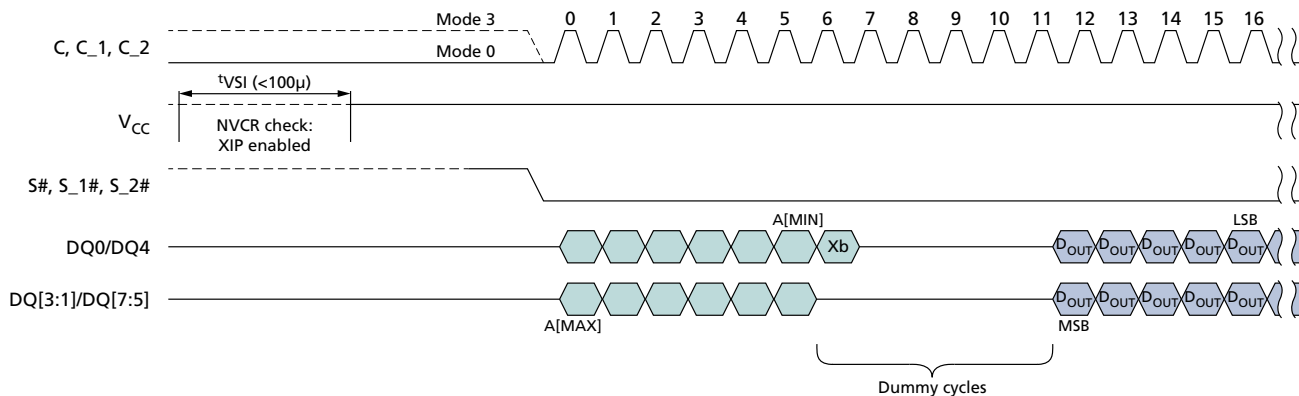 Mode 3
0 1 2 3 4 5 6 7 8 9 10 11 12 13 14 15 16
C, C_1, C_2
Mode 0
tVSI (<100µ)
VCC
NVCR check:
XIP enabled
S#, S_1#, S_2#
A[MIN]
LSB
DQ0/DQ4
Xb
DOUT DOUT DOUT DOUT DOUT
DQ[3:1]/DQ[7:5]
DOUT DOUT DOUT DOUT DOUT
A[MAX]
MSB
Dummy cycles